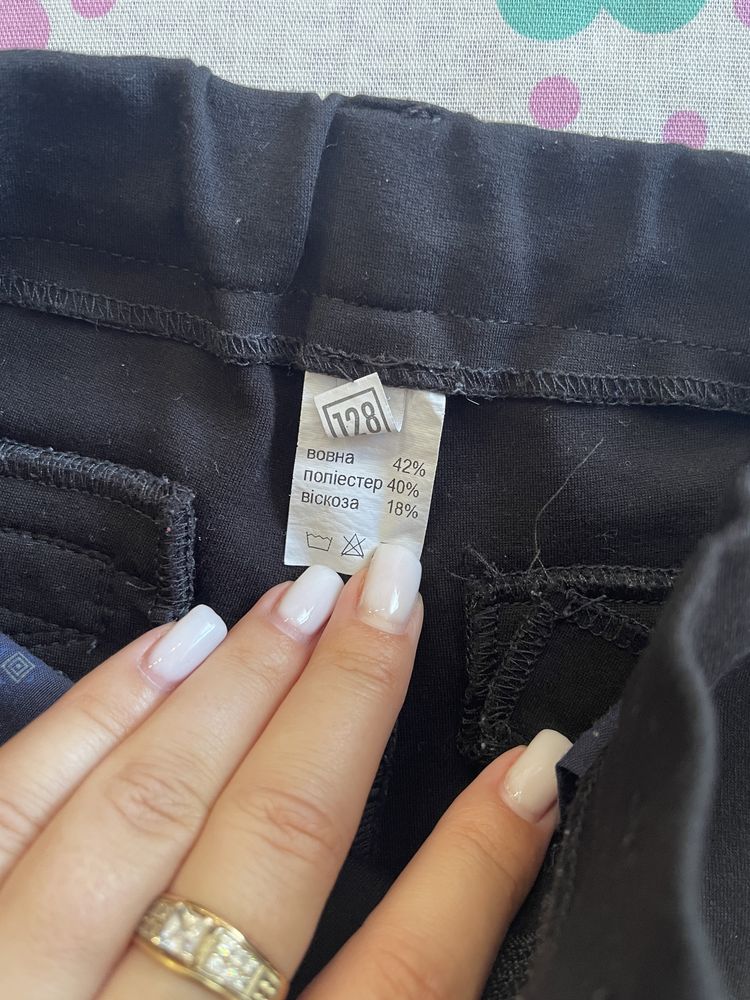 128
вовна 42%
поліестер 40%
віскоза 18%